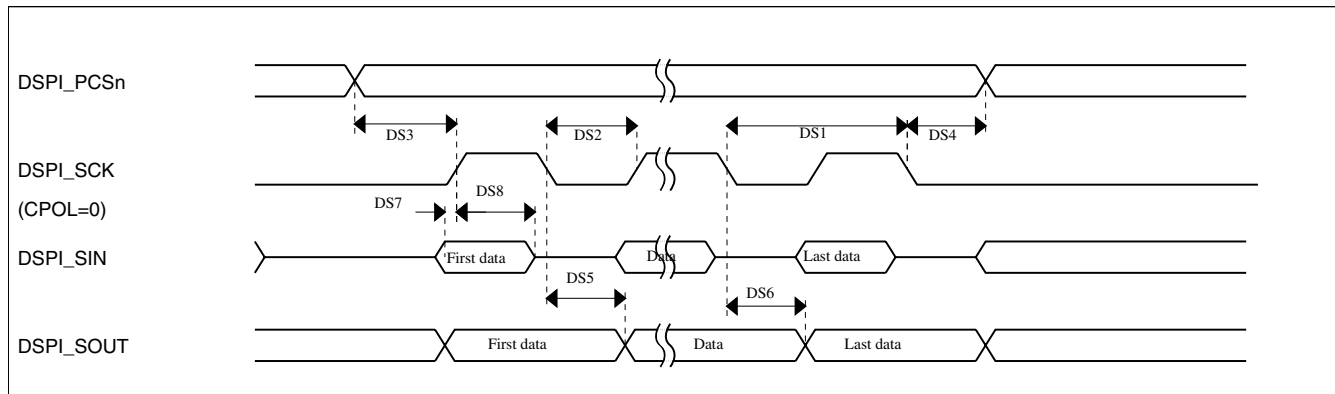 DSPI_PCSn
DS3
DS2
DS1
DS4
DSPI_SCK
(CPOL=0)
DS7
DS8
DSPI_SIN
First data
Data
Last data
DS5
DS6
DSPI_SOUT
First data
Data
Last data